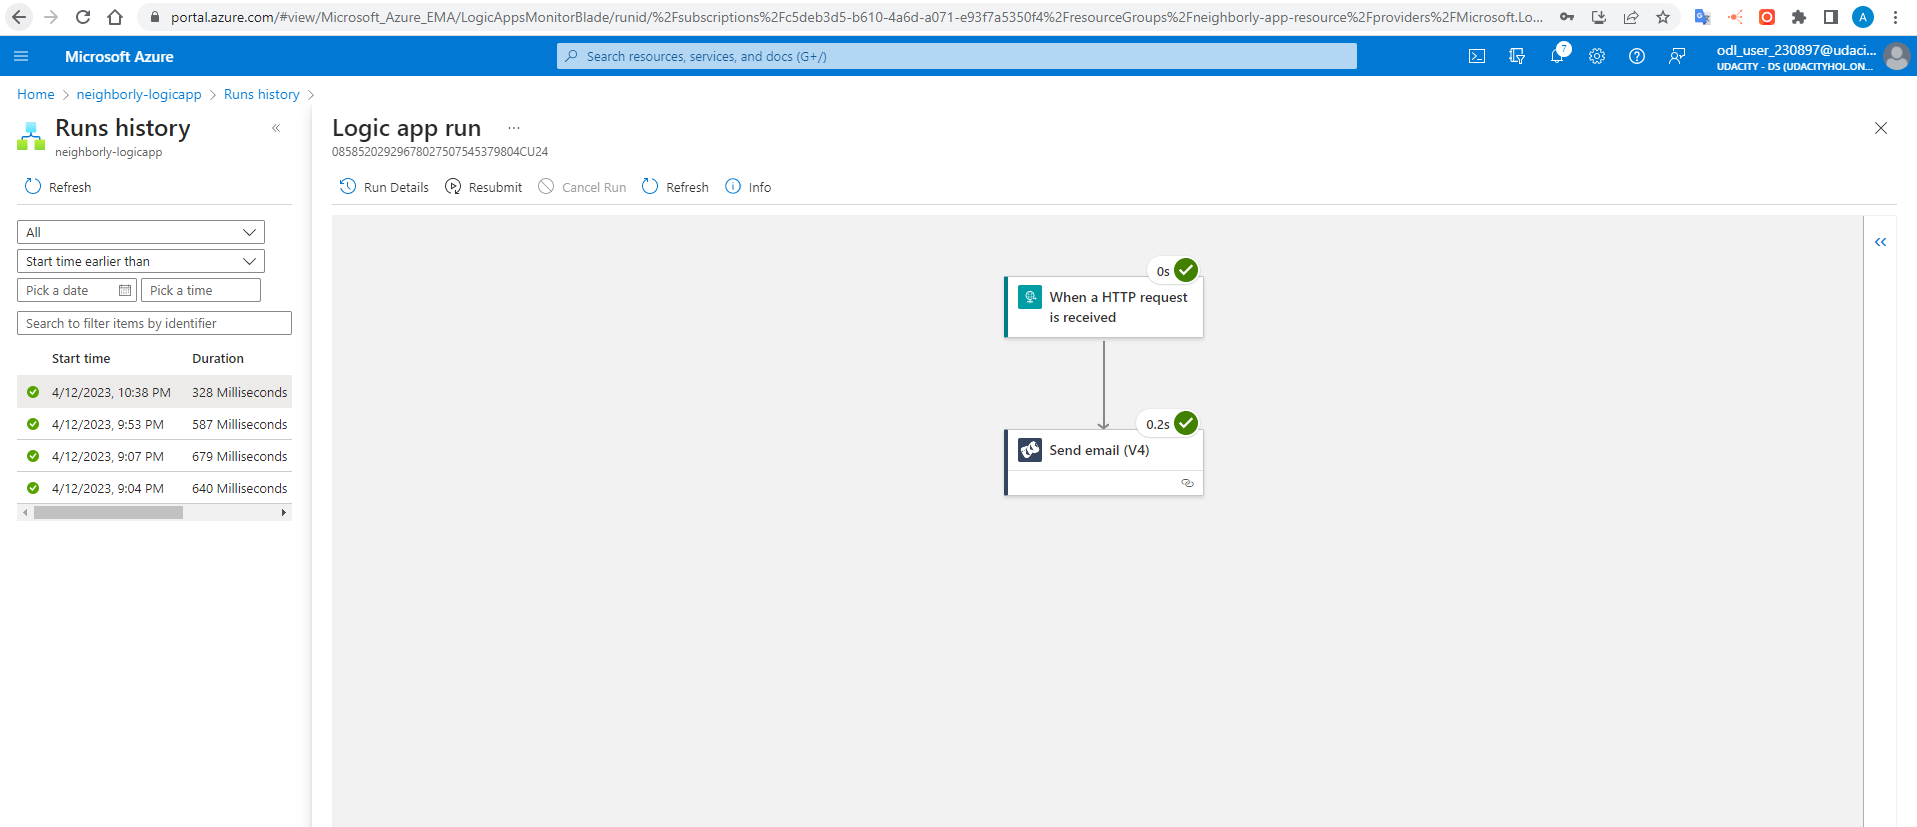 portal.azure.com/#view/Microsoft_Azure_EMA/LogicAppsMonitorBlade/runid/%2Fsubscriptions%2Fc5deb3d5-b610-4a6d-a071-e93f7a5350f4%2FresourceGroups%2Fneighborly-app-resource%2Fproviders%2FMicrosoft.Lo...
A
Microsoft Azure
Search resources, services, and docs (G+/)
7
odl_user_230897@udaci...
UDACITY - DS (UDACITYHOL.ON...
Home > neighborly-logicapp > Runs history >
Runs history
neighborly-logicapp
Refresh
All
Start time earlier than
Pick a date
Pick a time
Search to filter items by identifier
Start time Duration
4/12/2023, 10:38 PM 328 Milliseconds
4/12/2023, 9:53 PM 587 Milliseconds
4/12/2023, 9:07 PM 679 Milliseconds
4/12/2023, 9:04 PM 640 Milliseconds
Logic app run ...
08585202929678027507545379804CU24
Run Details Resubmit Cancel Run Refresh Info
0s
When a HTTP request
is received
0.2s
Send email (V4)